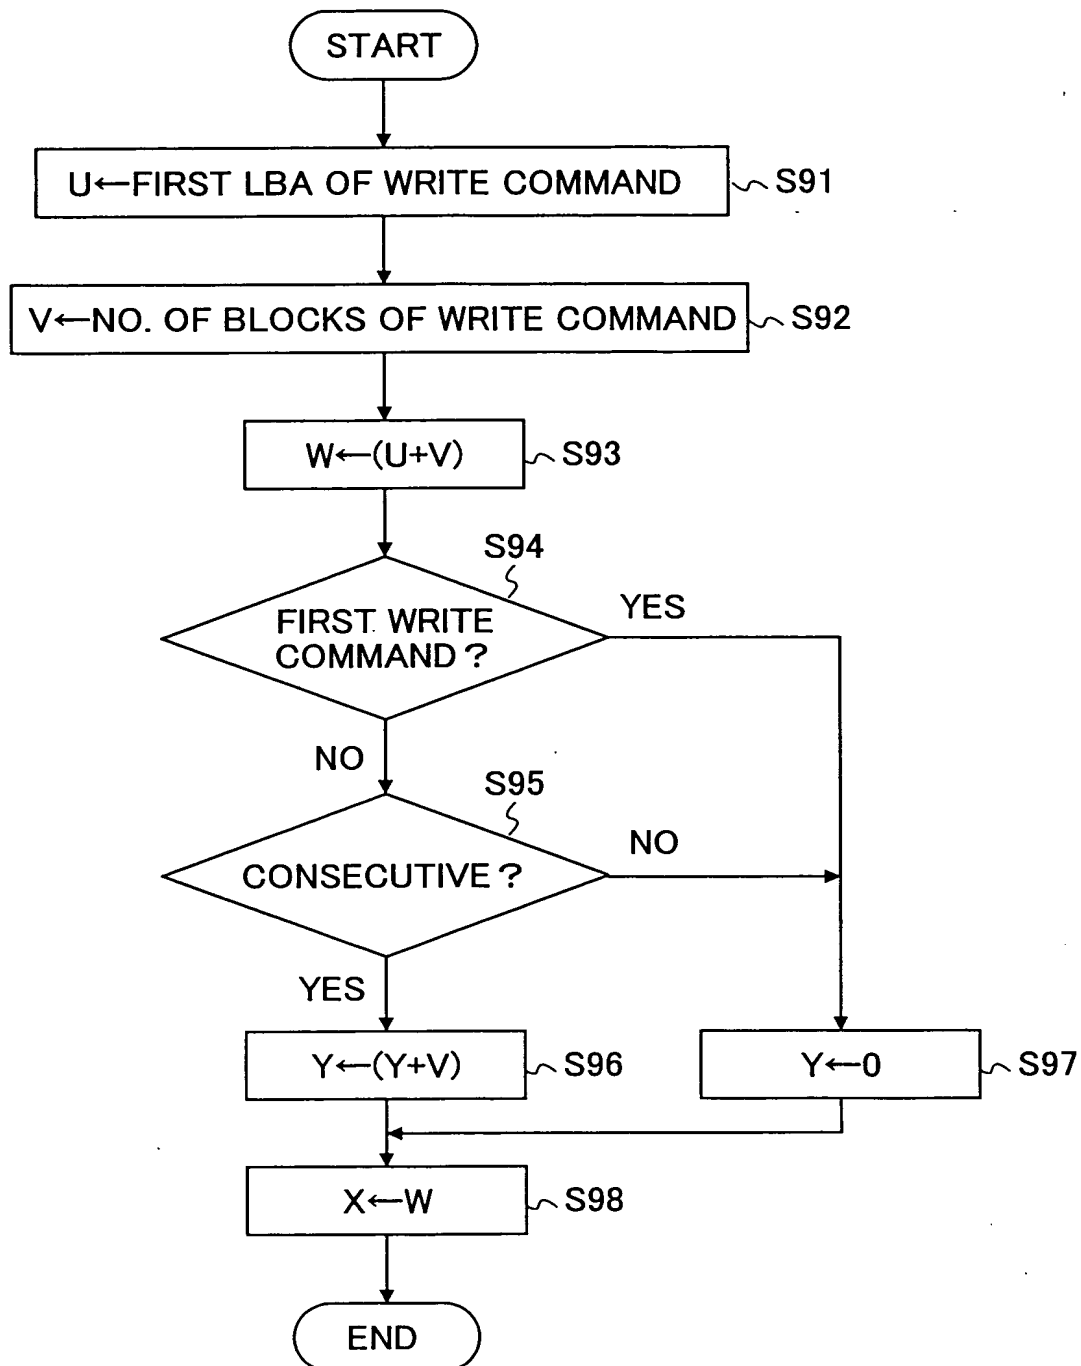 START
U←FIRST LBA OF WRITE COMMAND
S91
V←NO. OF BLOCKS OF WRITE COMMAND
S92
W←(U+V)
S93
S94
FIRST WRITE
COMMAND ?
YES
NO
S95
CONSECUTIVE ?
NO
YES
Y←(Y+V)
S96
Y←0
S97
X←W
S98
END